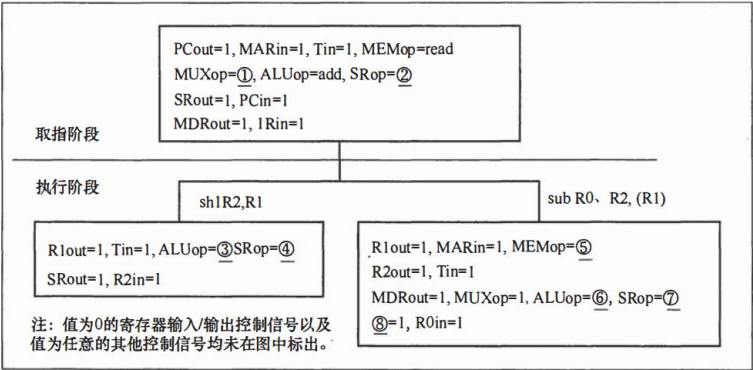 PCout=1, MARin=1, Tin=1, MEMop=read
MUXop=①, ALUop=add, SRop=②
SRout=1, PCin=1
MDRout=1, 1Rin=1
取指阶段
执行阶段
sh1R2,R1
sub R0、R2, (R1)
R1out=1, Tin=1, ALUop=③SRop=④
SRout=1, R2in=1
R1out=1, MARin=1, MEMop=⑤
R2out=1, Tin=1
MDRout=1, MUXop=1, ALUop=⑥, SRop=⑦
⑧=1, R0in=1
注：值为0的寄存器输入/输出控制信号以及
值为任意的其他控制信号均未在图中标出。